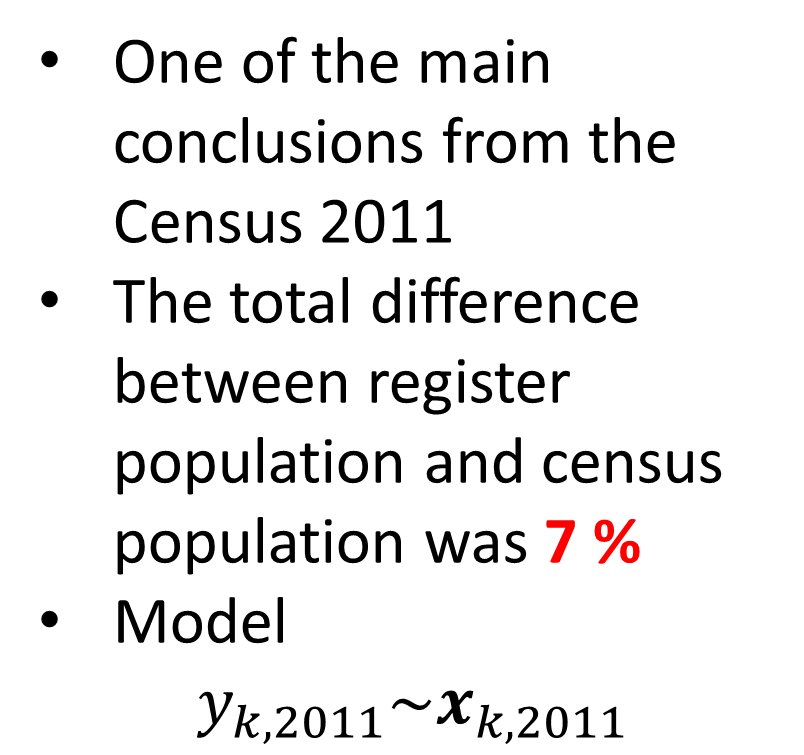 • One of the main
conclusions from the
Census 2011
• The total difference
between register
population and census
population was 7 %
• Model
y_{k,2011}~x_{k,2011}